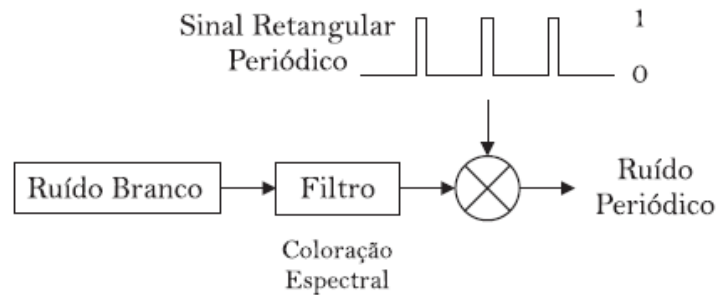 Sinal Retangular
Periódico
1
0
Ruído Branco
Filtro
Ruído
Periódico
Coloração
Espectral